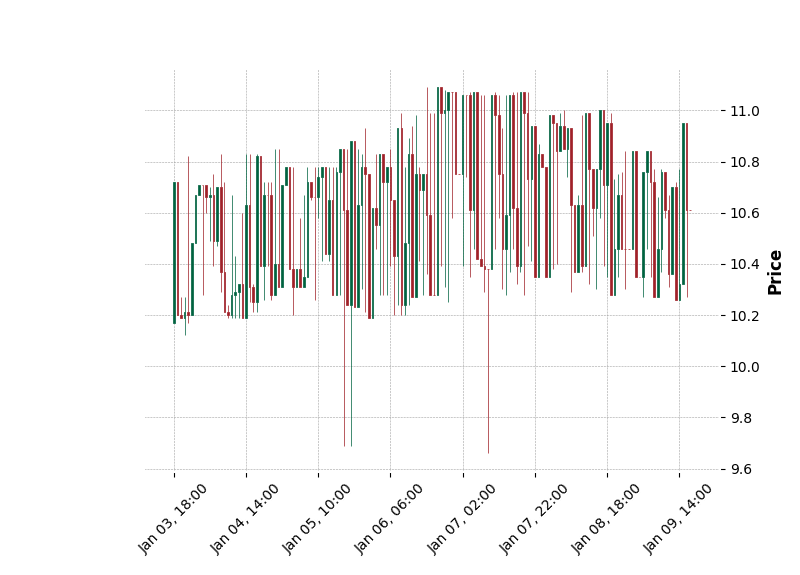 11.0
10.8
10.6
10.4
10.2
10.0
9.8
9.6
Price
Jan 03, 18:00
Jan 04, 14:00
Jan 05, 10:00
Jan 06, 06:00
Jan 07, 02:00
Jan 07, 22:00
Jan 08, 18:00
Jan 09, 14:00